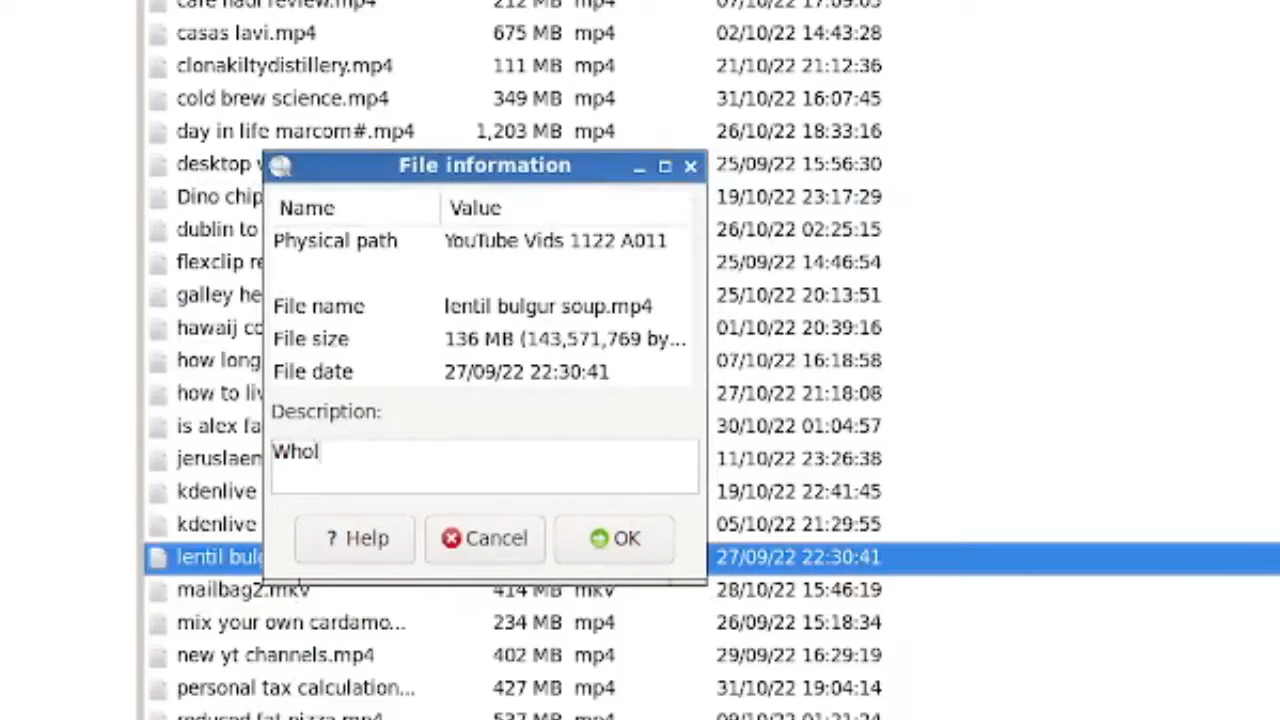 212 MB mp4
casas lavi.mp4 675 MB mp4 02/10/22 14:43:28
clonakiltydistillery.mp4 111 MB mp4 21/10/22 21:12:36
cold brew science.mp4 349 MB mp4 31/10/22 16:07:45
day in life marcom#.mp4 1,203 MB mp4 26/10/22 18:33:16
desktop 25/09/22 15:56:30
Dino chip 19/10/22 23:17:29
dublin to 26/10/22 02:25:15
flexclip re 25/09/22 14:46:54
galley he 25/10/22 20:13:51
hawaij co 01/10/22 20:39:16
how long 07/10/22 16:18:58
how to li 27/10/22 21:18:08
is alex fa 30/10/22 01:04:57
jeruslaem 11/10/22 23:26:38
kdenlive 19/10/22 22:41:45
kdenlive 05/10/22 21:29:55
lentil bulg 27/09/22 22:30:41
mailbag2.mkv 414 MB mkv 28/10/22 15:46:19
mix your own cardamo... 234 MB mp4 26/09/22 15:18:34
new yt channels.mp4 402 MB mp4 29/09/22 16:29:19
personal tax calculation... 427 MB mp4 31/10/22 19:04:14
reduced fat pizza.mp4 537 MB mp4
File information
Name Value
Physical path YouTube Vids 1122 A011
File name lentil bulgur soup.mp4
File size 136 MB (143,571,769 by...
File date 27/09/22 22:30:41
Description:
Whol
? Help Cancel OK